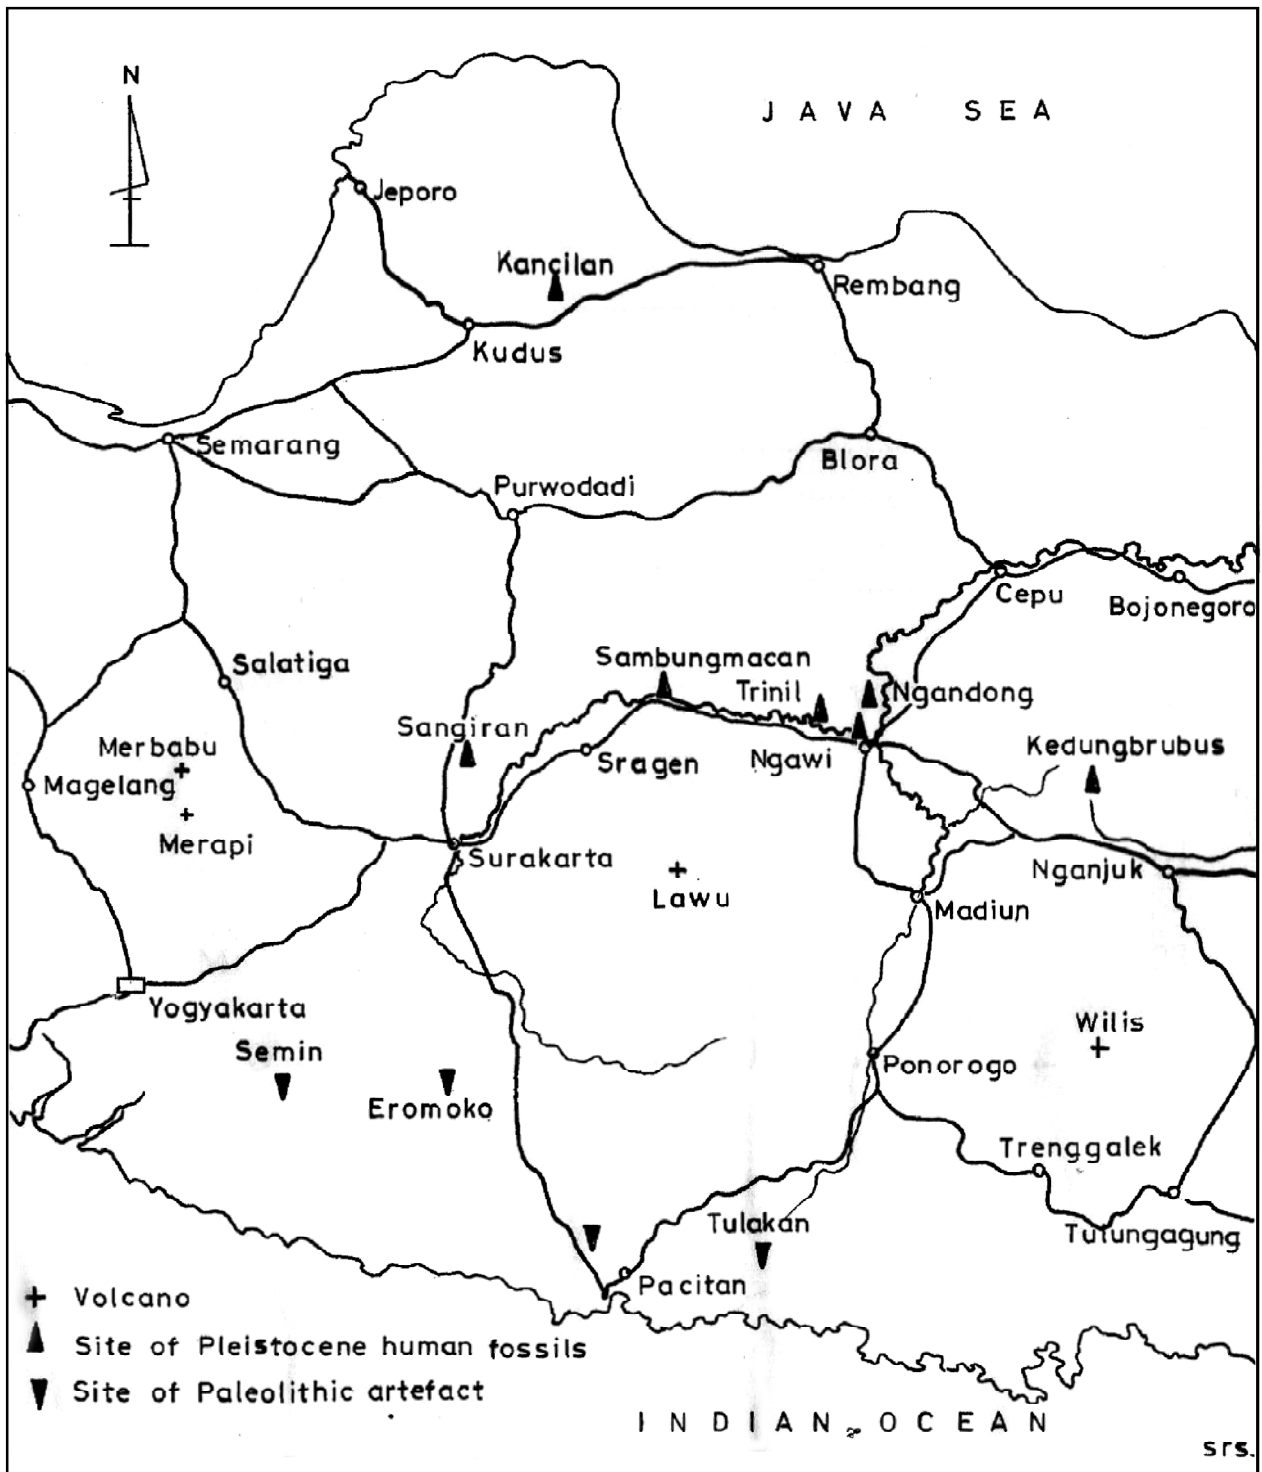 N
JAVA SEA
Jeporo
Kancilan
Rembang
Kudus
Semarang
Blora
Purwodadi
Cepu
Bojonegoro
Salatiga
Sambungmacan
Trinil
Ngandong
Sangiran
Merbabu
Magelang
Merapi
Sragen
Ngawi
Kedungbrubus
Surakarta
Lawu
Nganjuk
Madiun
Yogyakarta
Semin
Eromoko
Wilis
Ponorogo
Trenggalek
Tulakan
Tulungagung
Pacitan
Volcano
Site of Pleistocene human fossils
Site of Paleolithic artefact
INDIAN OCEAN
srs.